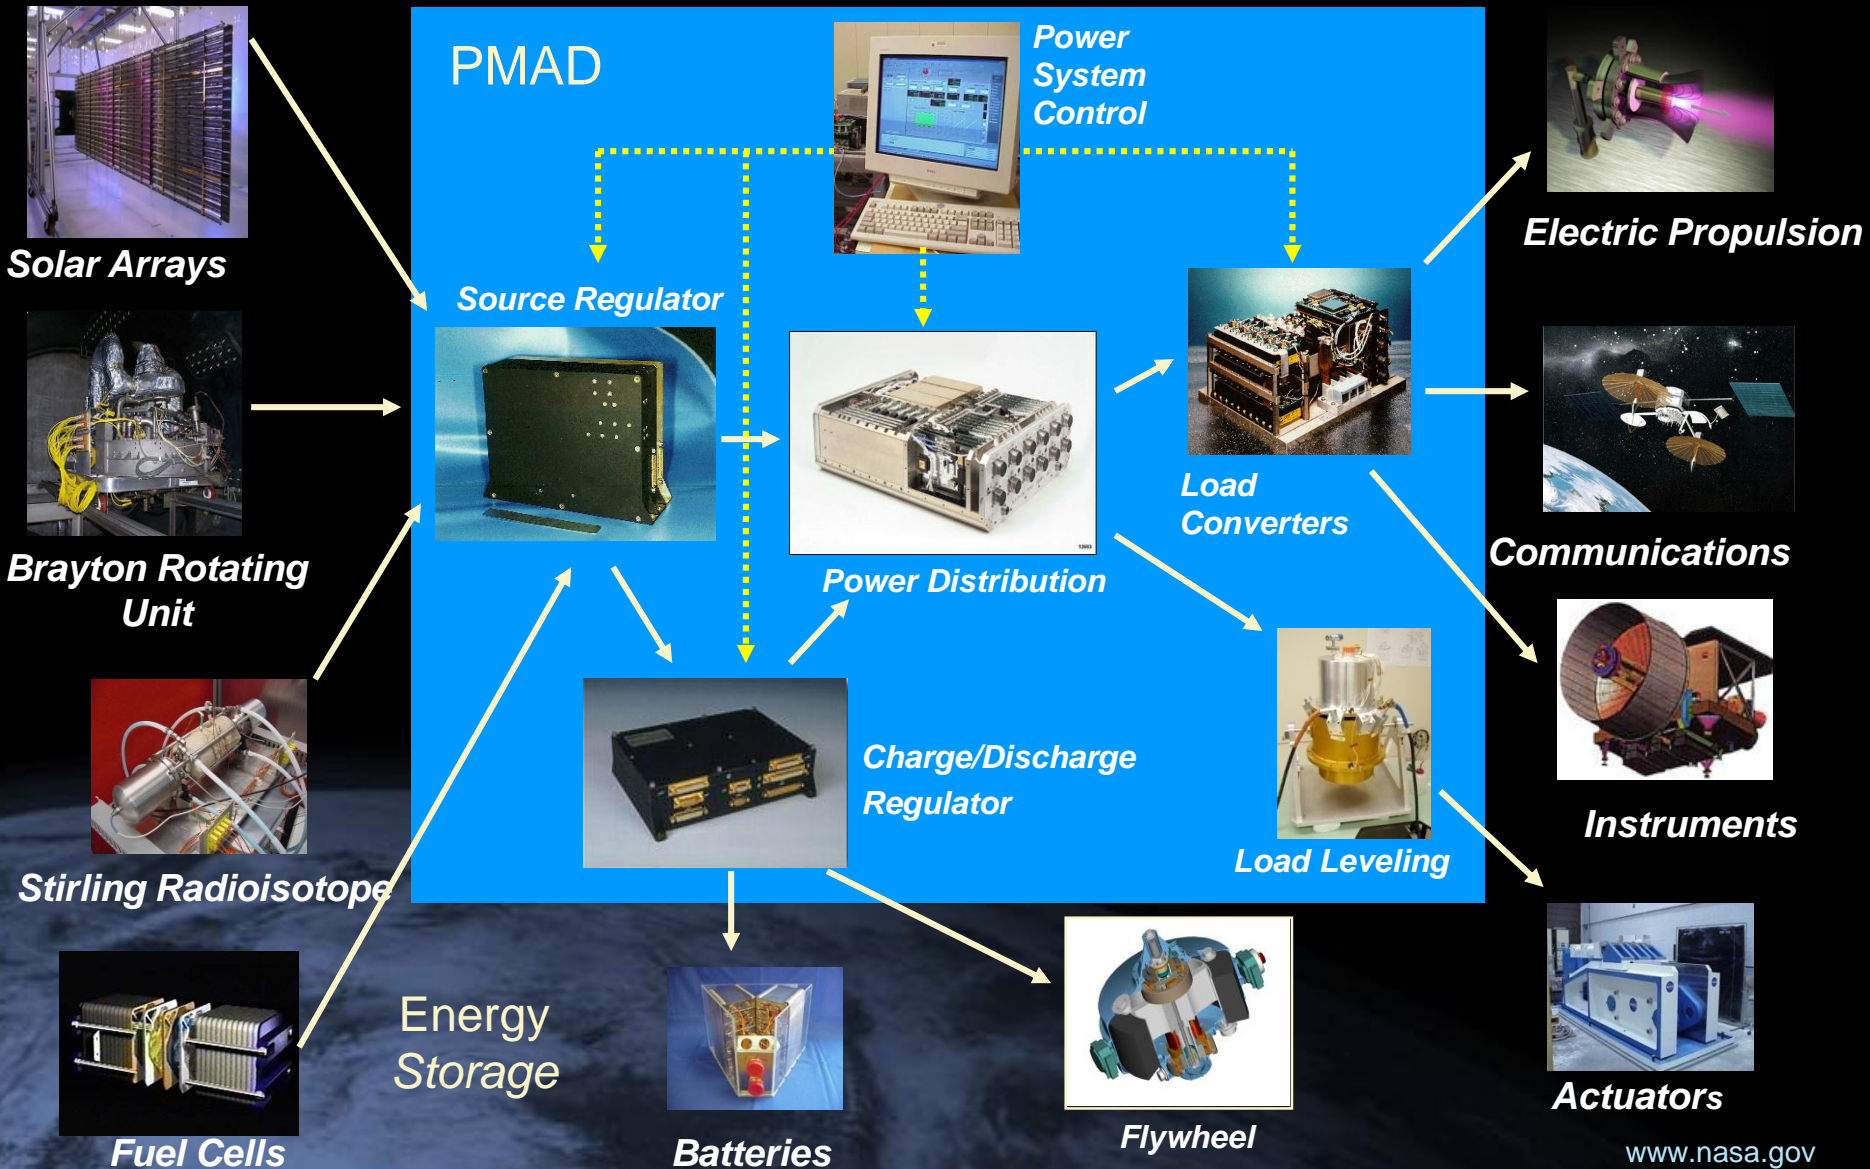 PMAD
Power
System
Control
Solar Arrays
Source Regulator
Electric Propulsion
Brayton Rotating
Unit
Power Distribution
Load
Converters
Communications
Stirling Radioisotope
Charge/Discharge
Regulator
Load Leveling
Instruments
Energy
Storage
Fuel Cells
Batteries
Flywheel
Actuators
www.nasa.gov